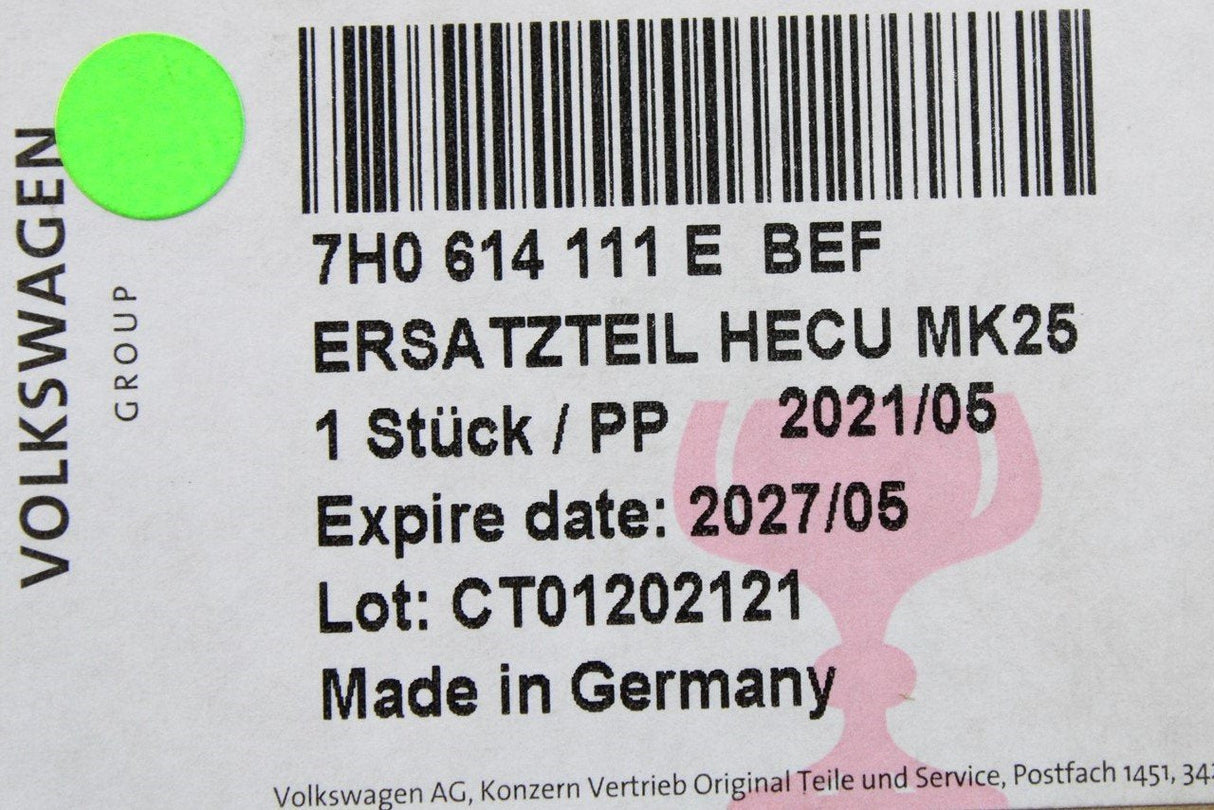 VOLKSWAGEN
GROUP
7H0 614 111 E BEF
ERSATZTEIL HECU MK25
1 Stück / PP 2021/05
Expire date: 2027/05
Lot: CT01202121
Made in Germany
Volkswagen AG, Konzern Vertrieb Original Teile und Service, Postfach 1451,